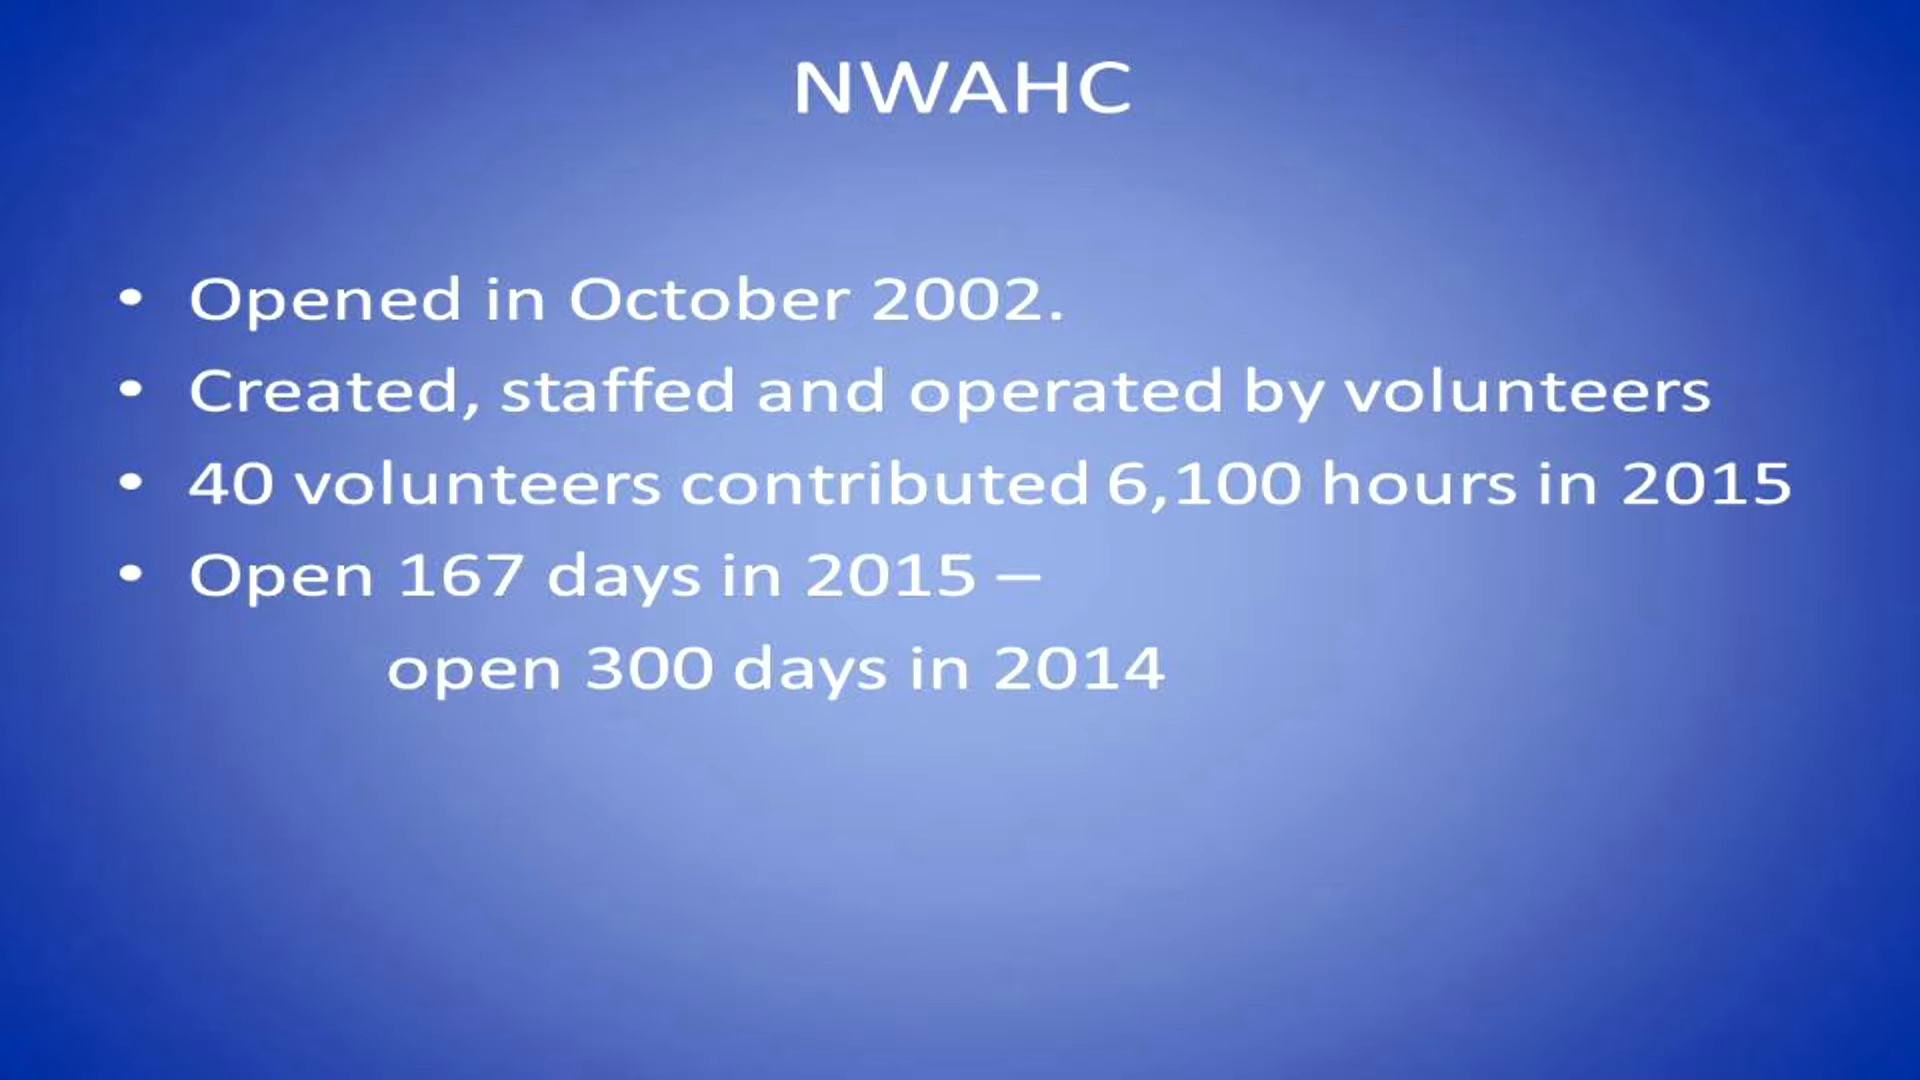 NWAHC
• Opened in October 2002.
• Created, staffed and operated by volunteers
• 40 volunteers contributed 6,100 hours in 2015
• Open 167 days in 2015 –
open 300 days in 2014